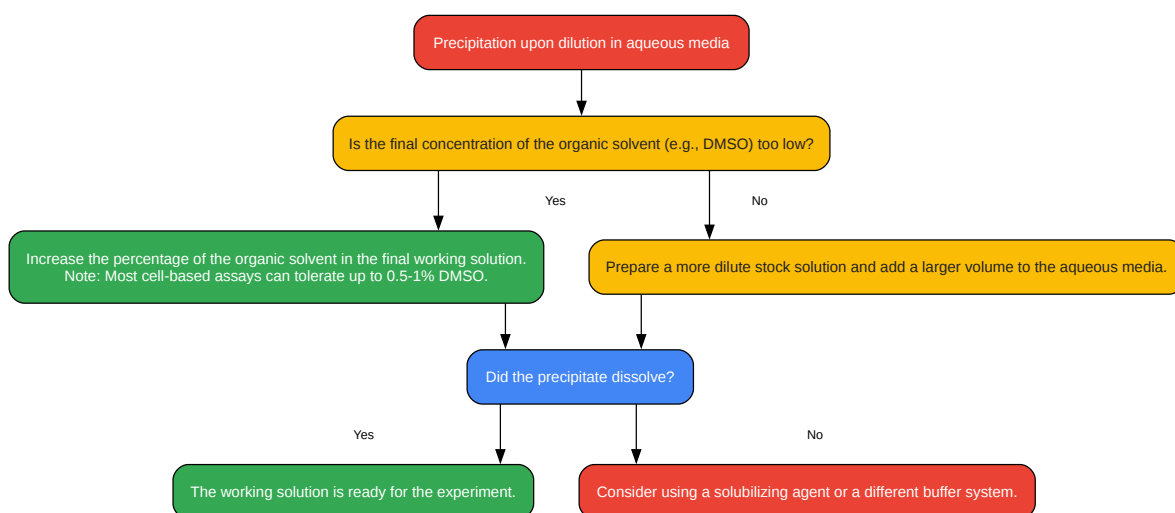 Precipitation upon dilution in aqueous media
Is the final concentration of the organic solvent (e.g., DMSO) too low?
Yes
No
Increase the percentage of the organic solvent in the final working solution.
Note: Most cell-based assays can tolerate up to 0.5-1% DMSO.
Prepare a more dilute stock solution and add a larger volume to the aqueous media.
Did the precipitate dissolve?
Yes
No
The working solution is ready for the experiment.
Consider using a solubilizing agent or a different buffer system.